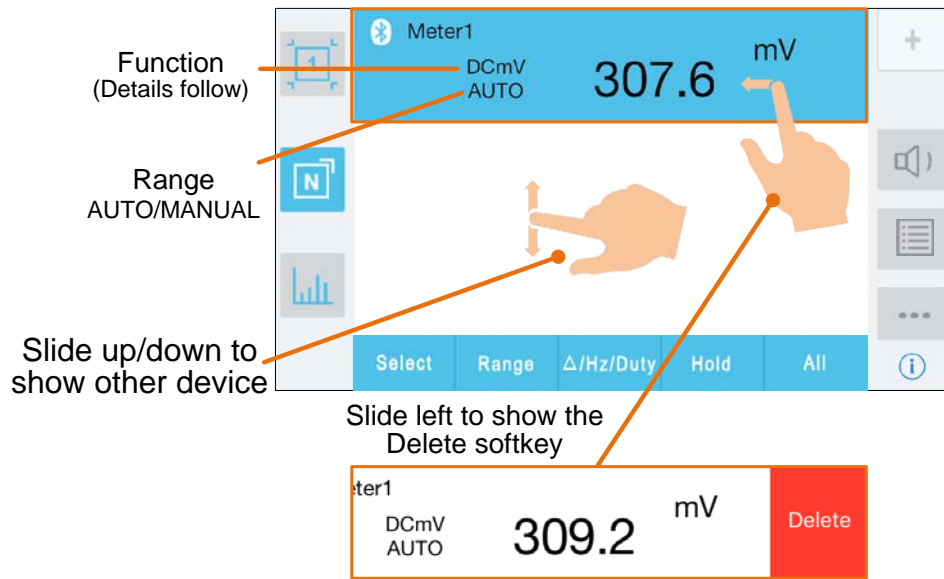 Function
(Details follow)
Range
AUTO/MANUAL
Slide up/down to
show other device
1
N
Meter1
DCmV
AUTO
307.6
mV
+
Select
Range
Δ/Hz/Duty
Hold
All
i
Slide left to show the
Delete softkey
eter1
DCmV
AUTO
309.2
mV
Delete